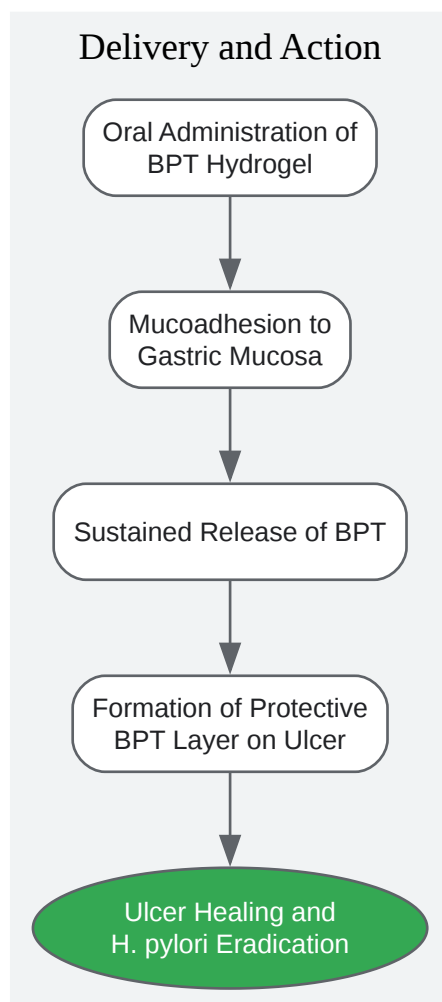 Delivery and Action
Oral Administration of
BPT Hydrogel
Mucoadhesion to
Gastric Mucosa
Sustained Release of BPT
Formation of Protective
BPT Layer on Ulcer
Ulcer Healing and
H. pylori Eradication